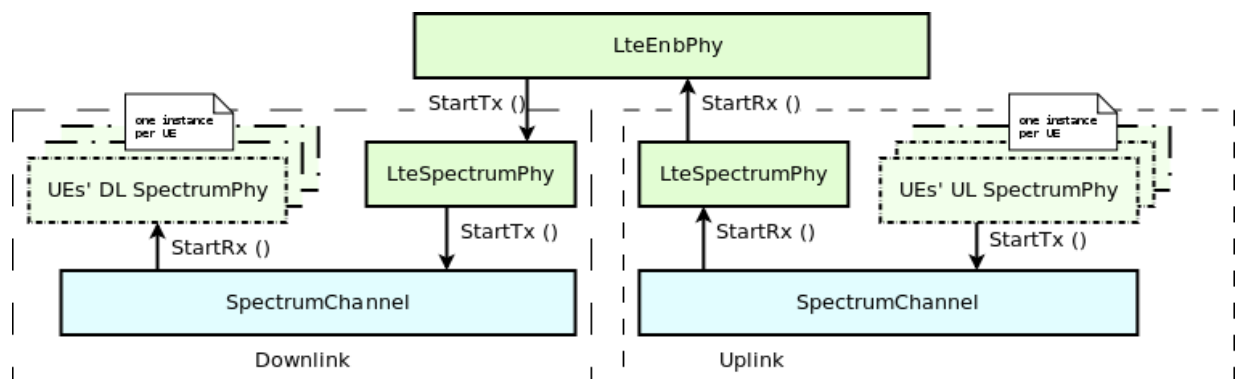 LteEnbPhy
StartTx ()
StartRx ()
one instance
per UE
one instance
per UE
UEs' DL SpectrumPhy
LteSpectrumPhy
LteSpectrumPhy
UEs' UL SpectrumPhy
StartRx ()
StartTx ()
StartRx ()
StartTx ()
SpectrumChannel
SpectrumChannel
Downlink
Uplink